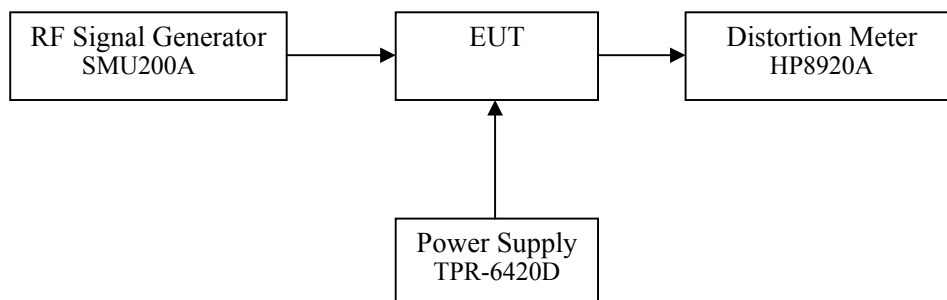 RF Signal Generator
SMU200A
EUT
Distortion Meter
HP8920A
Power Supply
TPR-6420D